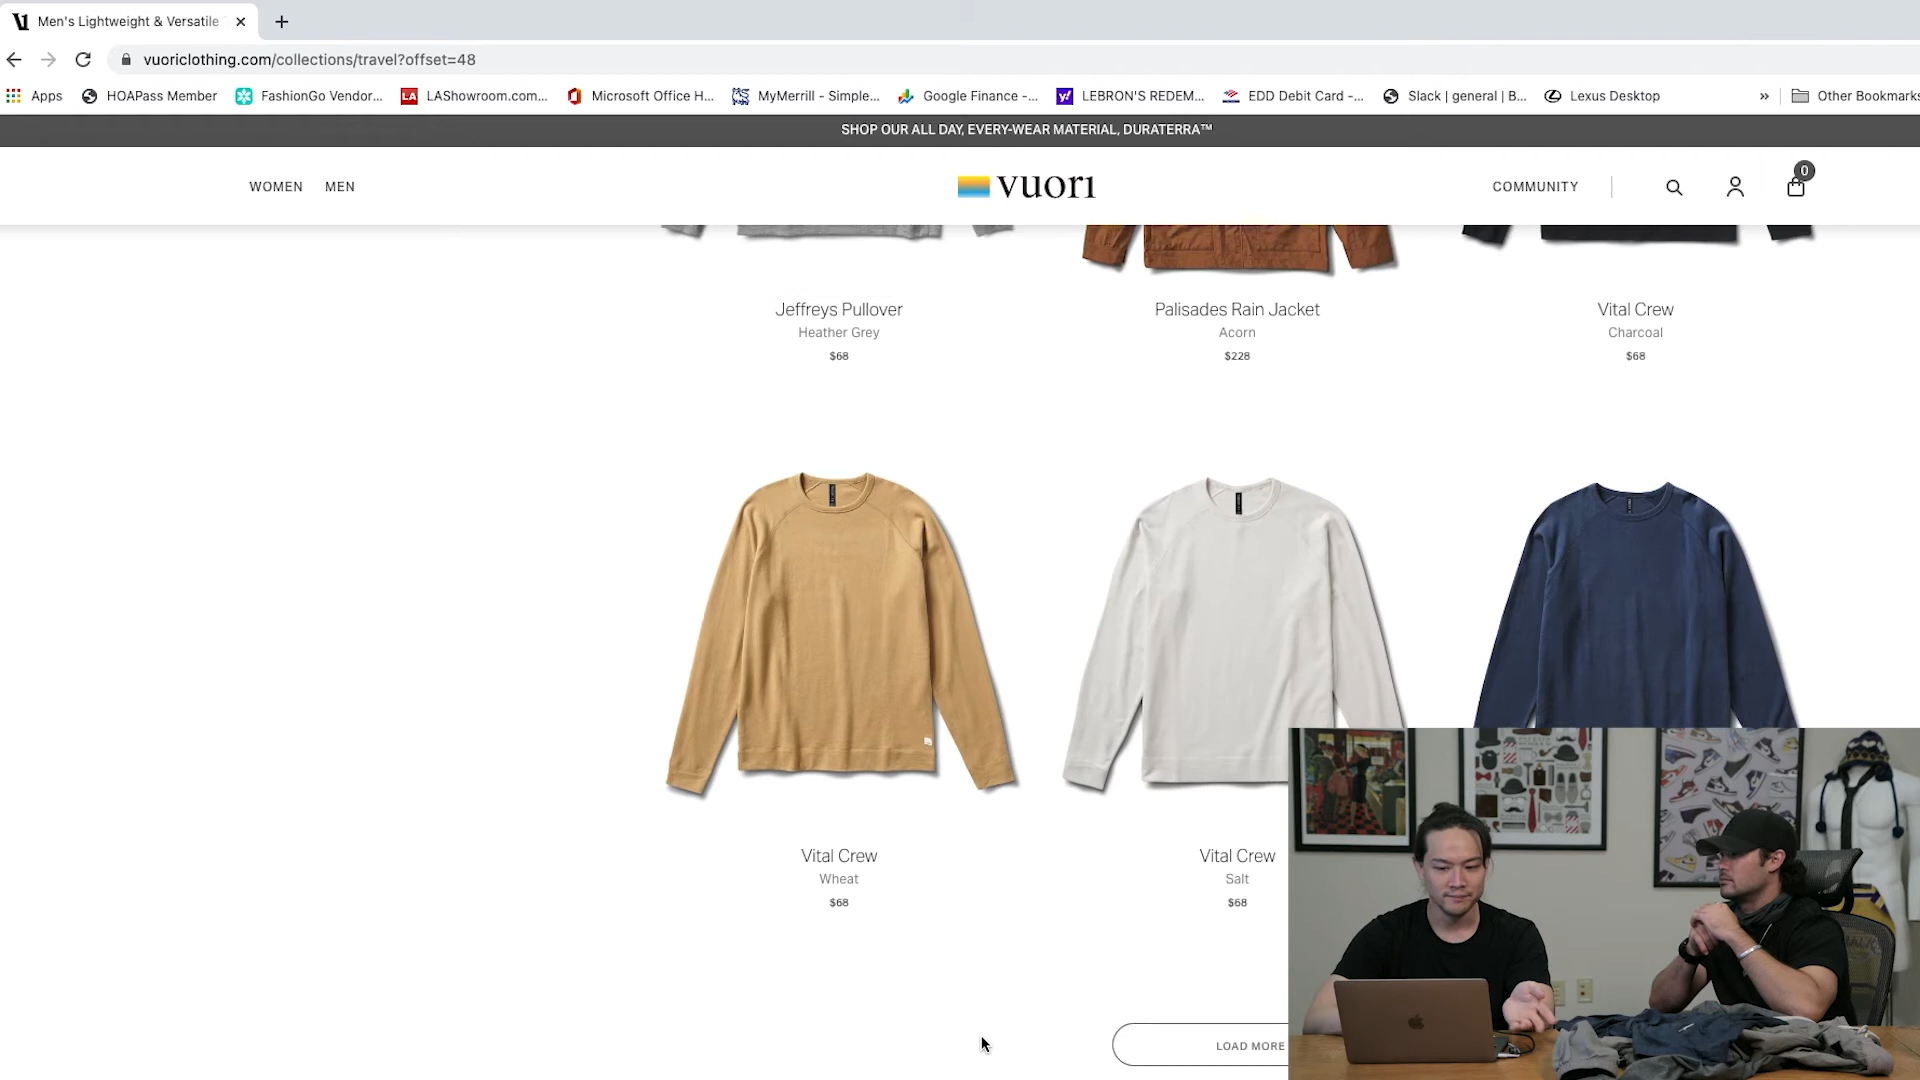 Men's Lightweight & Versatile
vuoriclothing.com/collections/travel?offset=48
Apps
HOAPass Member
FashionGo Vendor...
LAShowroom.com...
Microsoft Office H...
MyMerrill - Simple...
Google Finance -...
LEBRON'S REDEM...
EDD Debit Card -...
Slack | general | B...
Lexus Desktop
»
Other Bookmarks
SHOP OUR ALL DAY, EVERY-WEAR MATERIAL, DURATERRA™
WOMEN
MEN
vuori
COMMUNITY
0
Jeffreys Pullover
Heather Grey
$68
Palisades Rain Jacket
Acorn
$228
Vital Crew
Charcoal
$68
Vital Crew
Wheat
$68
Vital Crew
Salt
$68
LOAD MORE